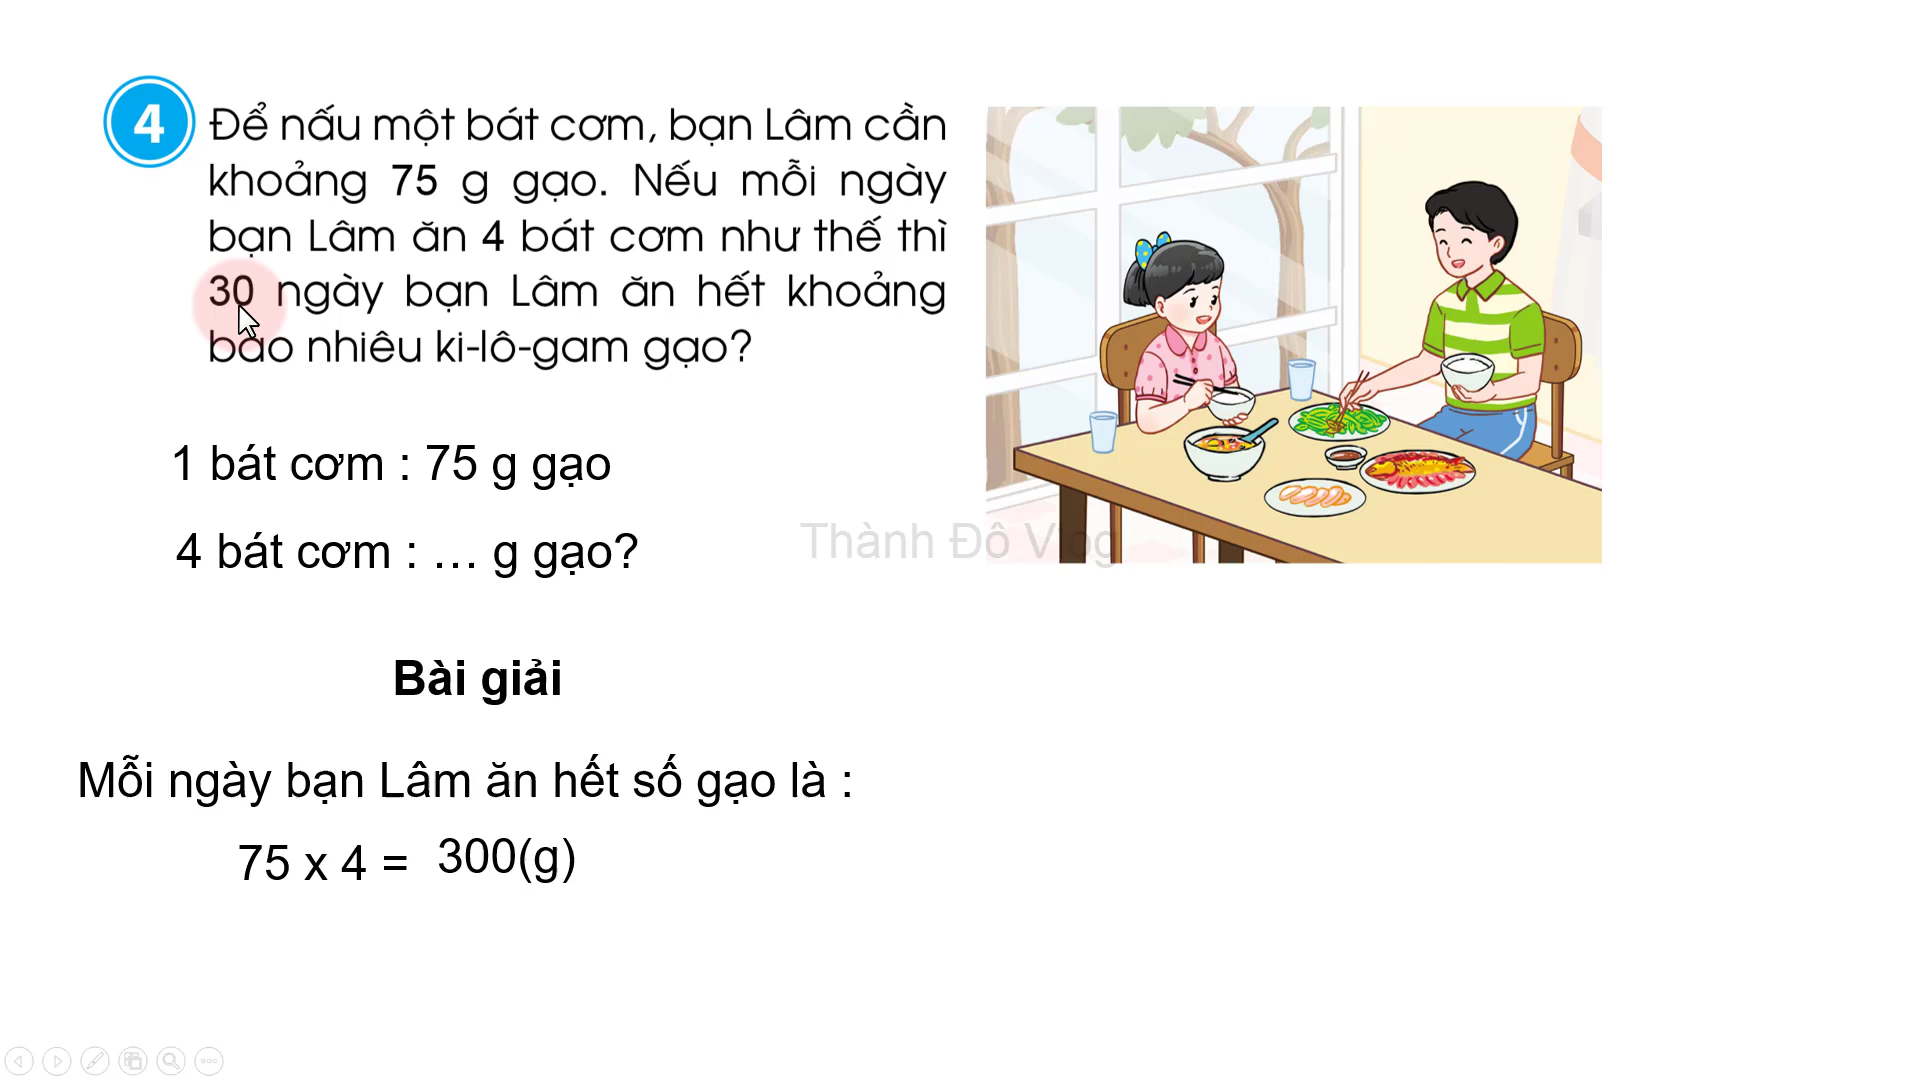 4
Để nấu một bát cơm, bạn Lâm cần
khoảng 75 g gạo. Nếu mỗi ngày
bạn Lâm ăn 4 bát cơm như thế thì
30 ngày bạn Lâm ăn hết khoảng
bao nhiêu ki-lô-gam gạo?
1 bát cơm : 75 g gạo
4 bát cơm : ... g gạo?
Thành Đô Vlog
Bài giải
Mỗi ngày bạn Lâm ăn hết số gạo là :
75 x 4 = 300(g)